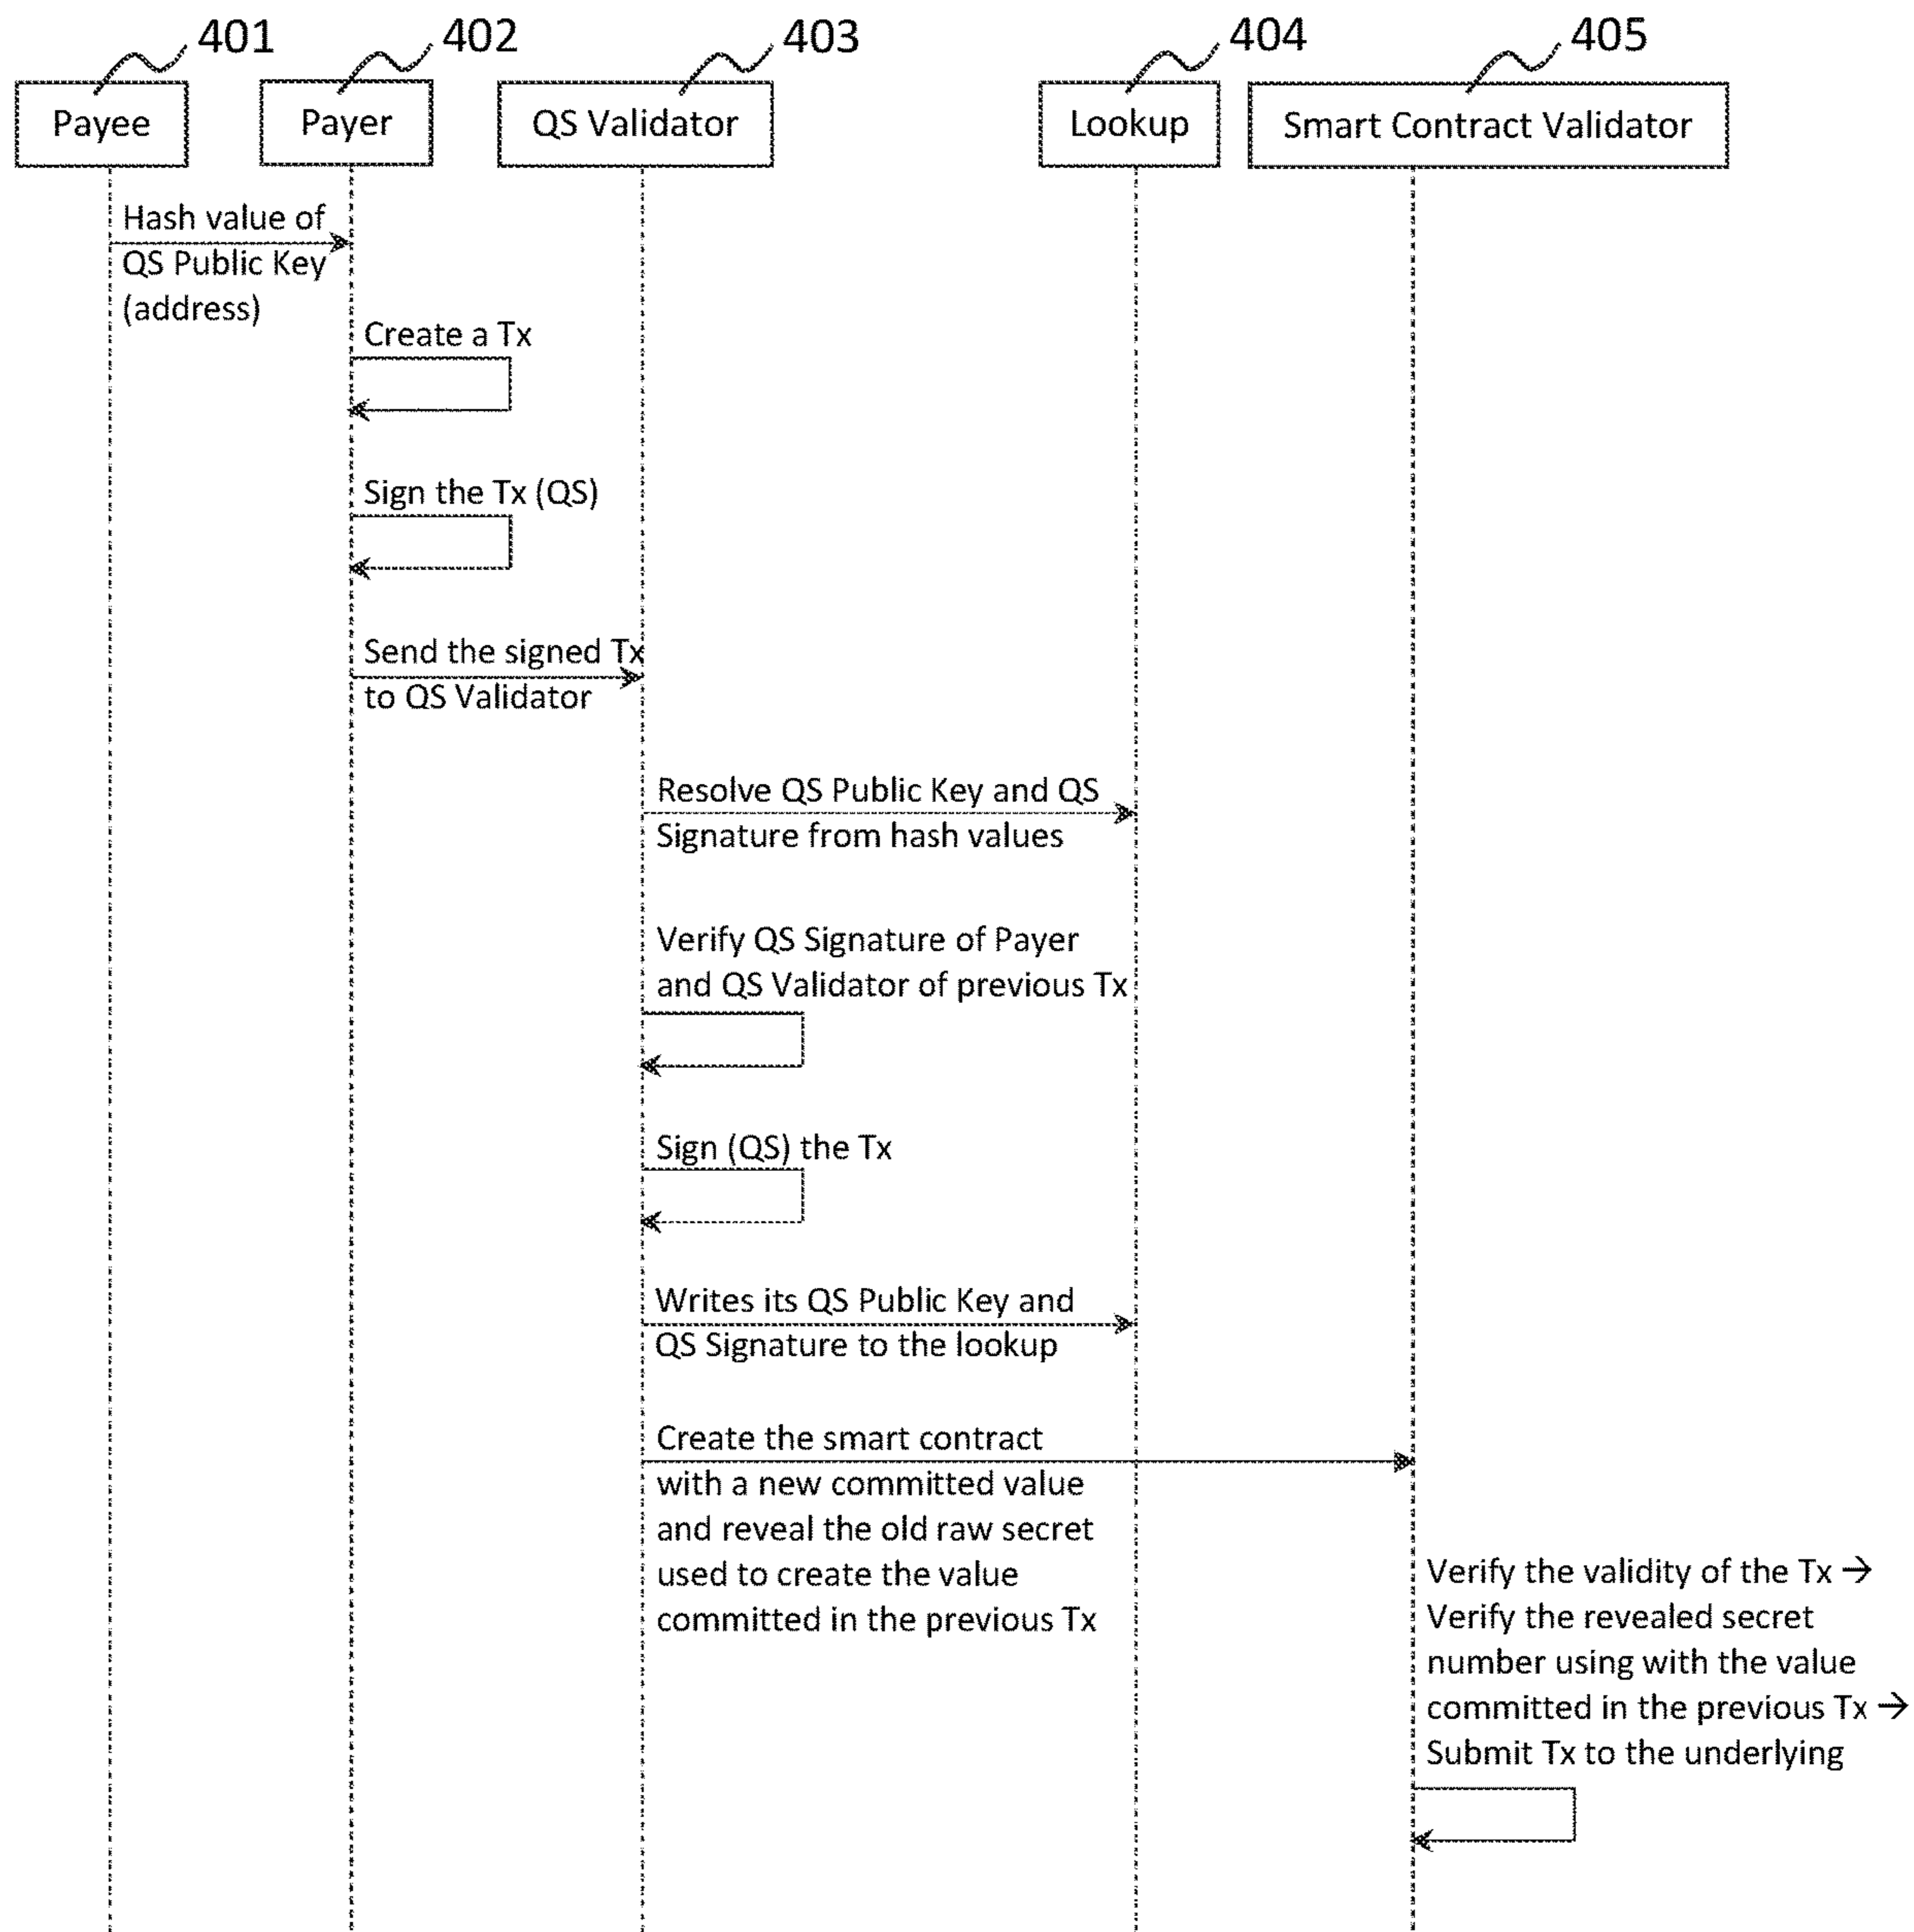 401
402
403
404
405
Payee
Payer
QS Validator
Lookup
Smart Contract Validator
Hash value of
QS Public Key
(address)
Create a Tx
Sign the Tx (QS)
Send the signed Tx
to QS Validator
Resolve QS Public Key and QS
Signature from hash values
Verify QS Signature of Payer
and QS Validator of previous Tx
Sign (QS) the Tx
Writes its QS Public Key and
QS Signature to the lookup
Create the smart contract
with a new committed value
and reveal the old raw secret
used to create the value
committed in the previous Tx
Verify the validity of the Tx →
Verify the revealed secret
number using with the value
committed in the previous Tx →
Submit Tx to the underlying